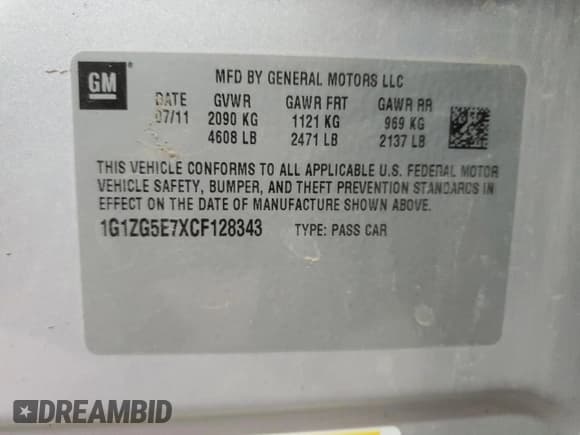 GM
MFD BY GENERAL MOTORS LLC
DATE GVWR GAWR FRT GAWR RR
07/11 2090 KG 1121 KG 969 KG
4608 LB 2471 LB 2137 LB
THIS VEHICLE CONFORMS TO ALL APPLICABLE U.S. FEDERAL MOTOR
VEHICLE SAFETY, BUMPER, AND THEFT PREVENTION STANDARDS IN
EFFECT ON THE DATE OF MANUFACTURE SHOWN ABOVE.
1G1ZG5E7XCF128343 TYPE: PASS CAR
DREAMBID